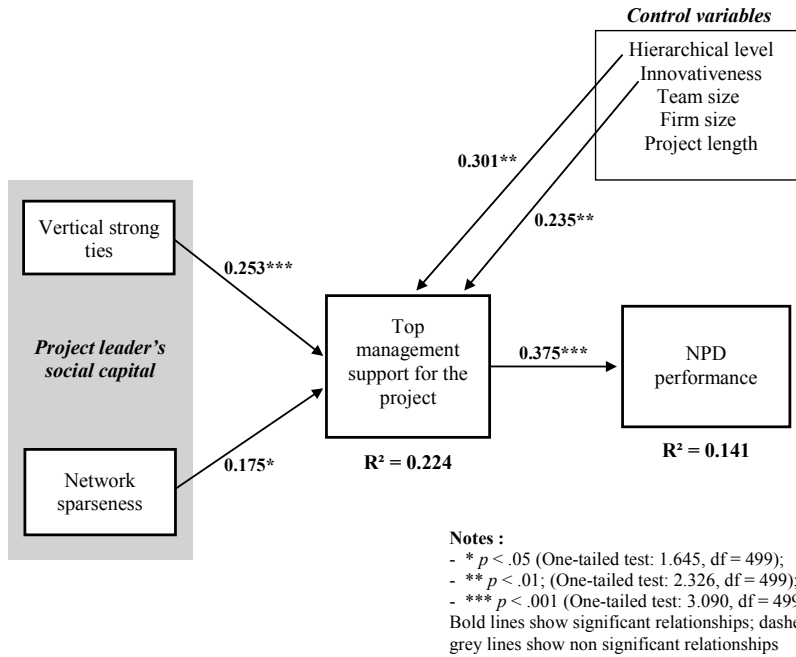 Control variables
Hierarchical level
Innovativeness
Team size
Firm size
Project length
0.301**
0.235**
Vertical strong
ties
0.253***
Project leader's
social capital
Top
management
support for the
project
0.375***
NPD
performance
Network
sparseness
0.175*
R² = 0.224
R² = 0.141
Notes :
- * p < .05 (One-tailed test: 1.645, df = 499);
- ** p < .01; (One-tailed test: 2.326, df = 499);
- *** p < .001 (One-tailed test: 3.090, df = 499
Bold lines show significant relationships; dashe
grey lines show non significant relationships